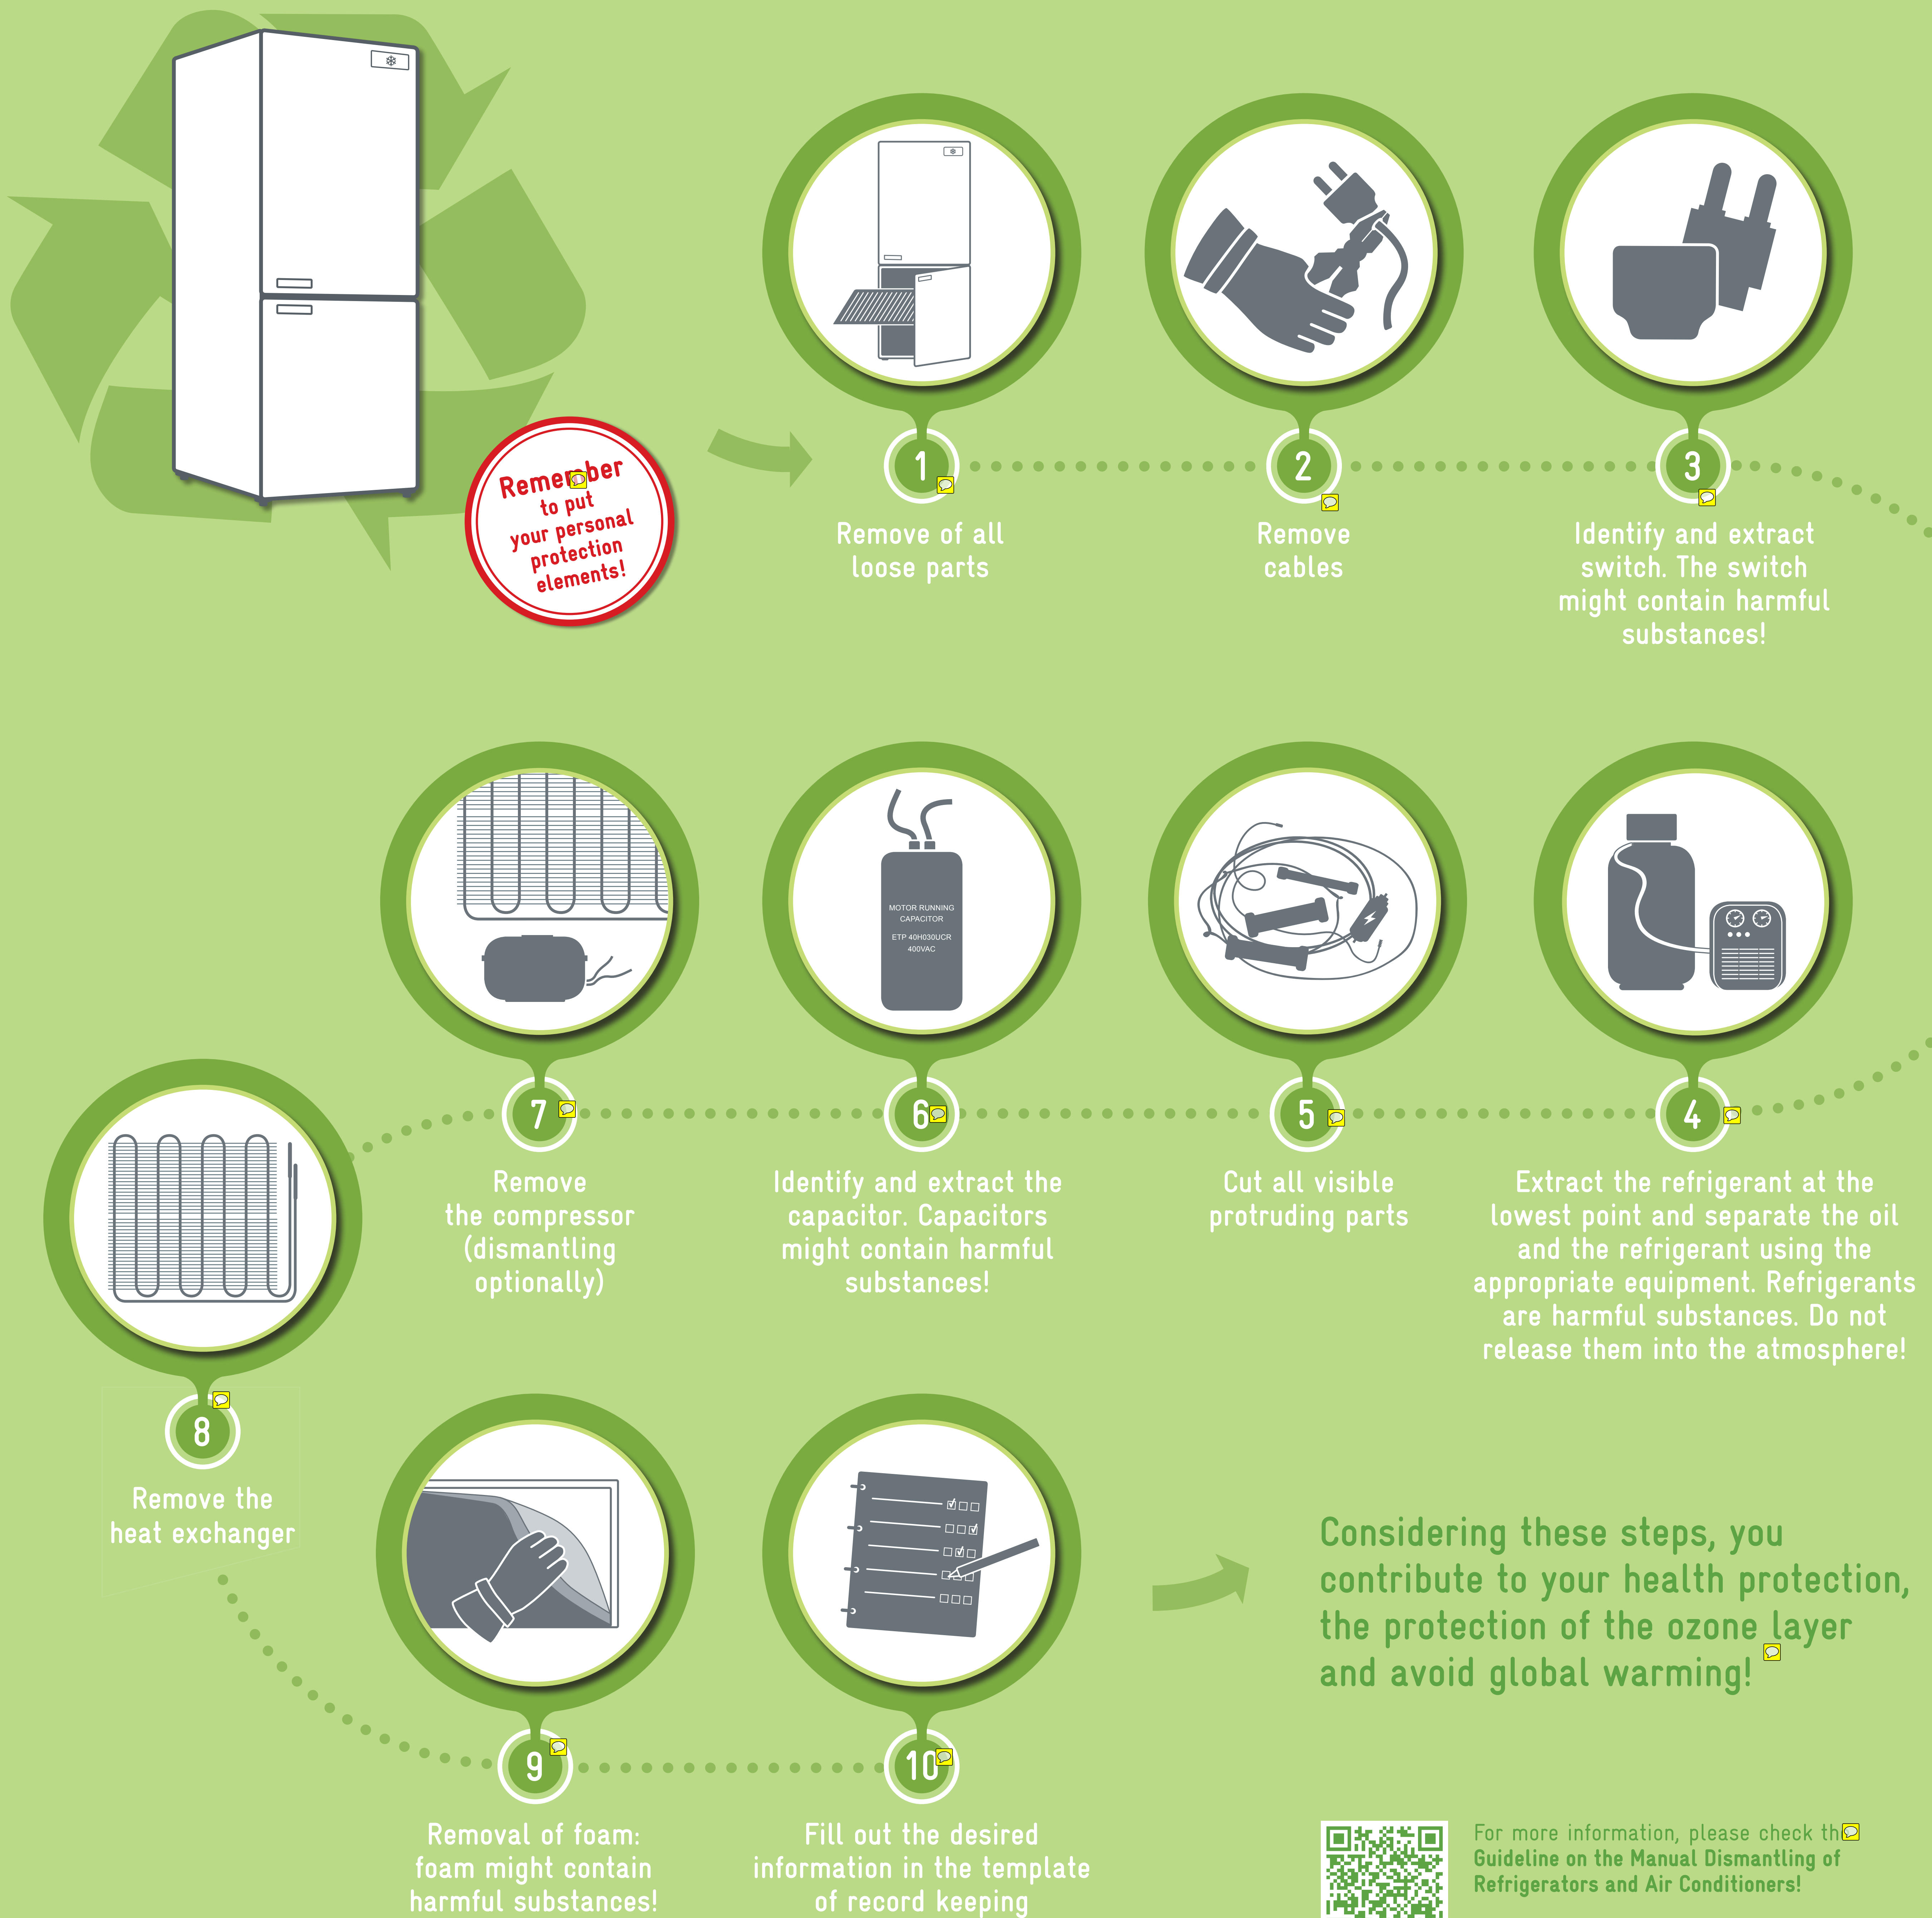 Remember
to put
your personal
protection
elements!
1
Remove of all
loose parts
2
Remove
cables
3
Identify and extract
switch. The switch
might contain harmful
substances!
4
Extract the refrigerant at the
lowest point and separate the oil
and the refrigerant using the
appropriate equipment. Refrigerants
are harmful substances. Do not
release them into the atmosphere!
5
Cut all visible
protruding parts
MOTOR RUNNING
CAPACITOR
ETP 40H030UCR
400VAC
6
Identify and extract the
capacitor. Capacitors
might contain harmful
substances!
7
Remove
the compressor
(dismantling
optionally)
8
Remove the
heat exchanger
9
Removal of foam:
foam might contain
harmful substances!
10
Fill out the desired
information in the template
of record keeping
Considering these steps, you
contribute to your health protection,
the protection of the ozone layer
and avoid global warming!
For more information, please check the
Guideline on the Manual Dismantling of
Refrigerators and Air Conditioners!